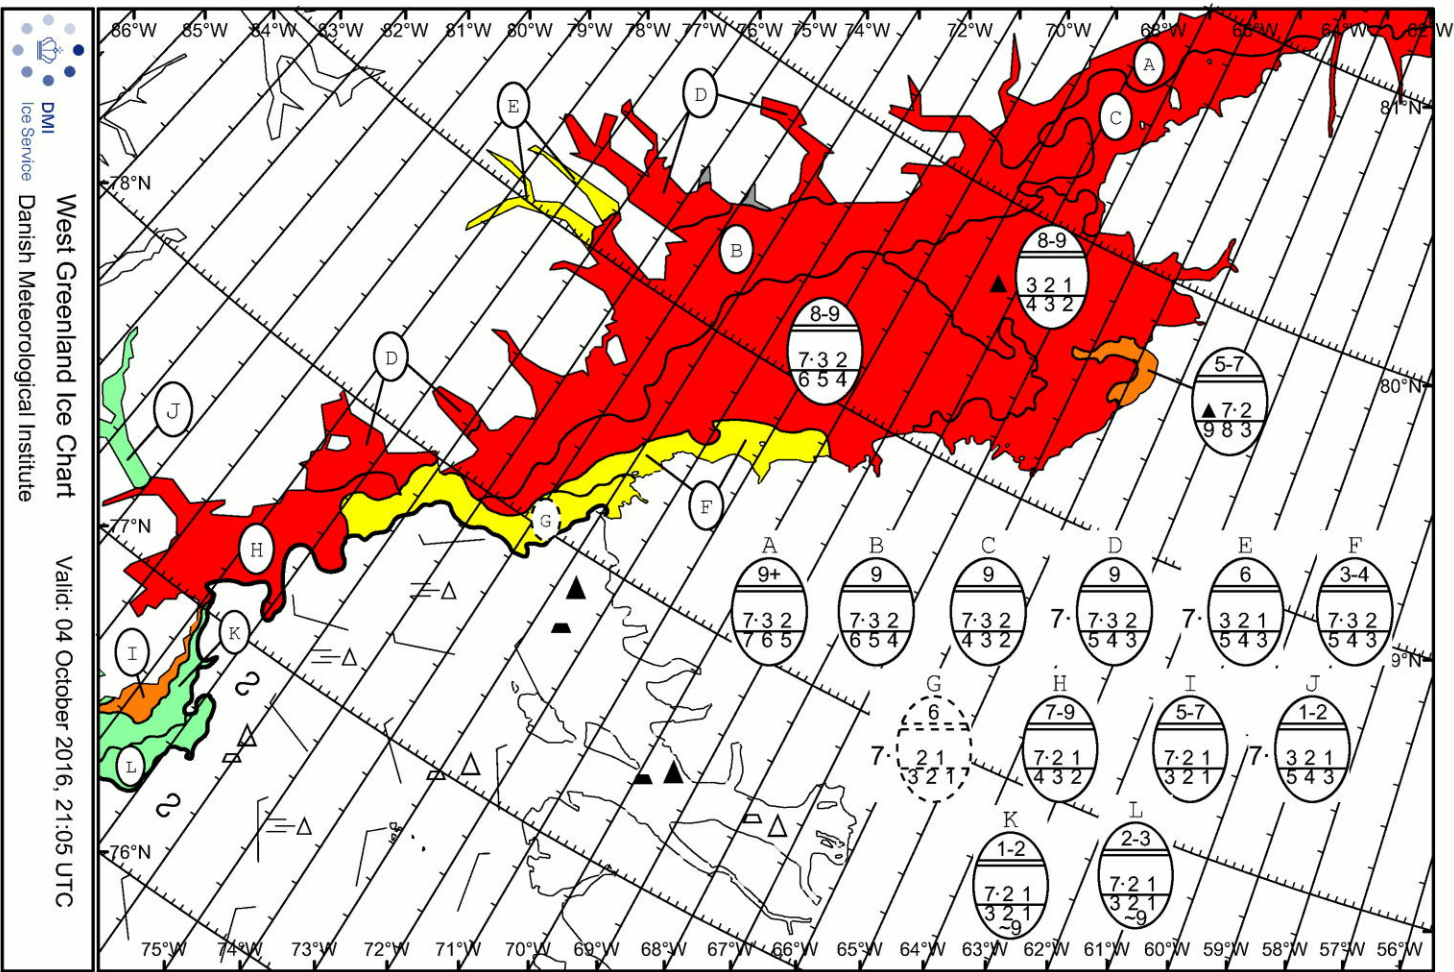 DMI
Ice Service
Danish Meteorological Institute
West Greenland Ice Chart
Valid: 04 October 2016, 21:05 UTC
86°W 85°W 84°W 83°W 82°W 81°W 80°W 79°W 78°W 77°W 76°W 75°W 74°W 72°W 70°W 68°W 66°W 64°W 62°W
78°N
77°N
76°N
81°N
80°N
9°N
A
C
E
D
B
8-9
3 2 1
4 3 2
8-9
7· 3 2
6 5 4
5-7
▲ 7· 2
9 8 3
D
J
F
G
H
I
K
L
A
9+
7· 3 2
7 6 5
B
9
7· 3 2
6 5 4
C
9
7· 3 2
4 3 2
D
9
7· 7· 3 2
5 4 3
E
6
7· 3 2 1
5 4 3
F
3-4
7· 3 2
5 4 3
G
6
7· 2 1
3 2 1
H
7-9
7· 2 1
4 3 2
I
5-7
7· 2 1
3 2 1
J
1-2
7· 3 2 1
5 4 3
K
1-2
7· 2 1
3 2 1
~9
L
2-3
7· 2 1
3 2 1
~9
75°W 74°W 73°W 72°W 71°W 70°W 69°W 68°W 67°W 66°W 65°W 64°W 63°W 62°W 61°W 60°W 59°W 58°W 57°W 56°W